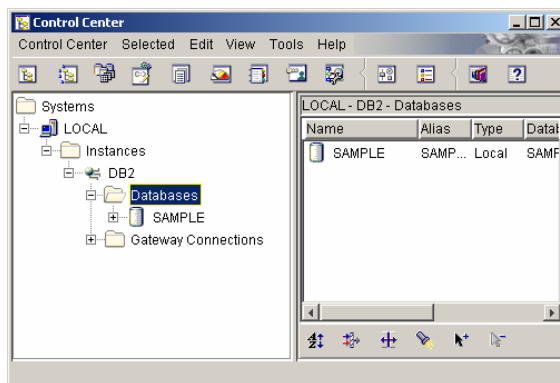 Control Center
Control Center Selected Edit View Tools Help
Systems
LOCAL
Instances
DB2
Databases
SAMPLE
Gateway Connections
LOCAL - DB2 - Databases
Name Alias Type Datab
SAMPLE SAMP... Local SAMP